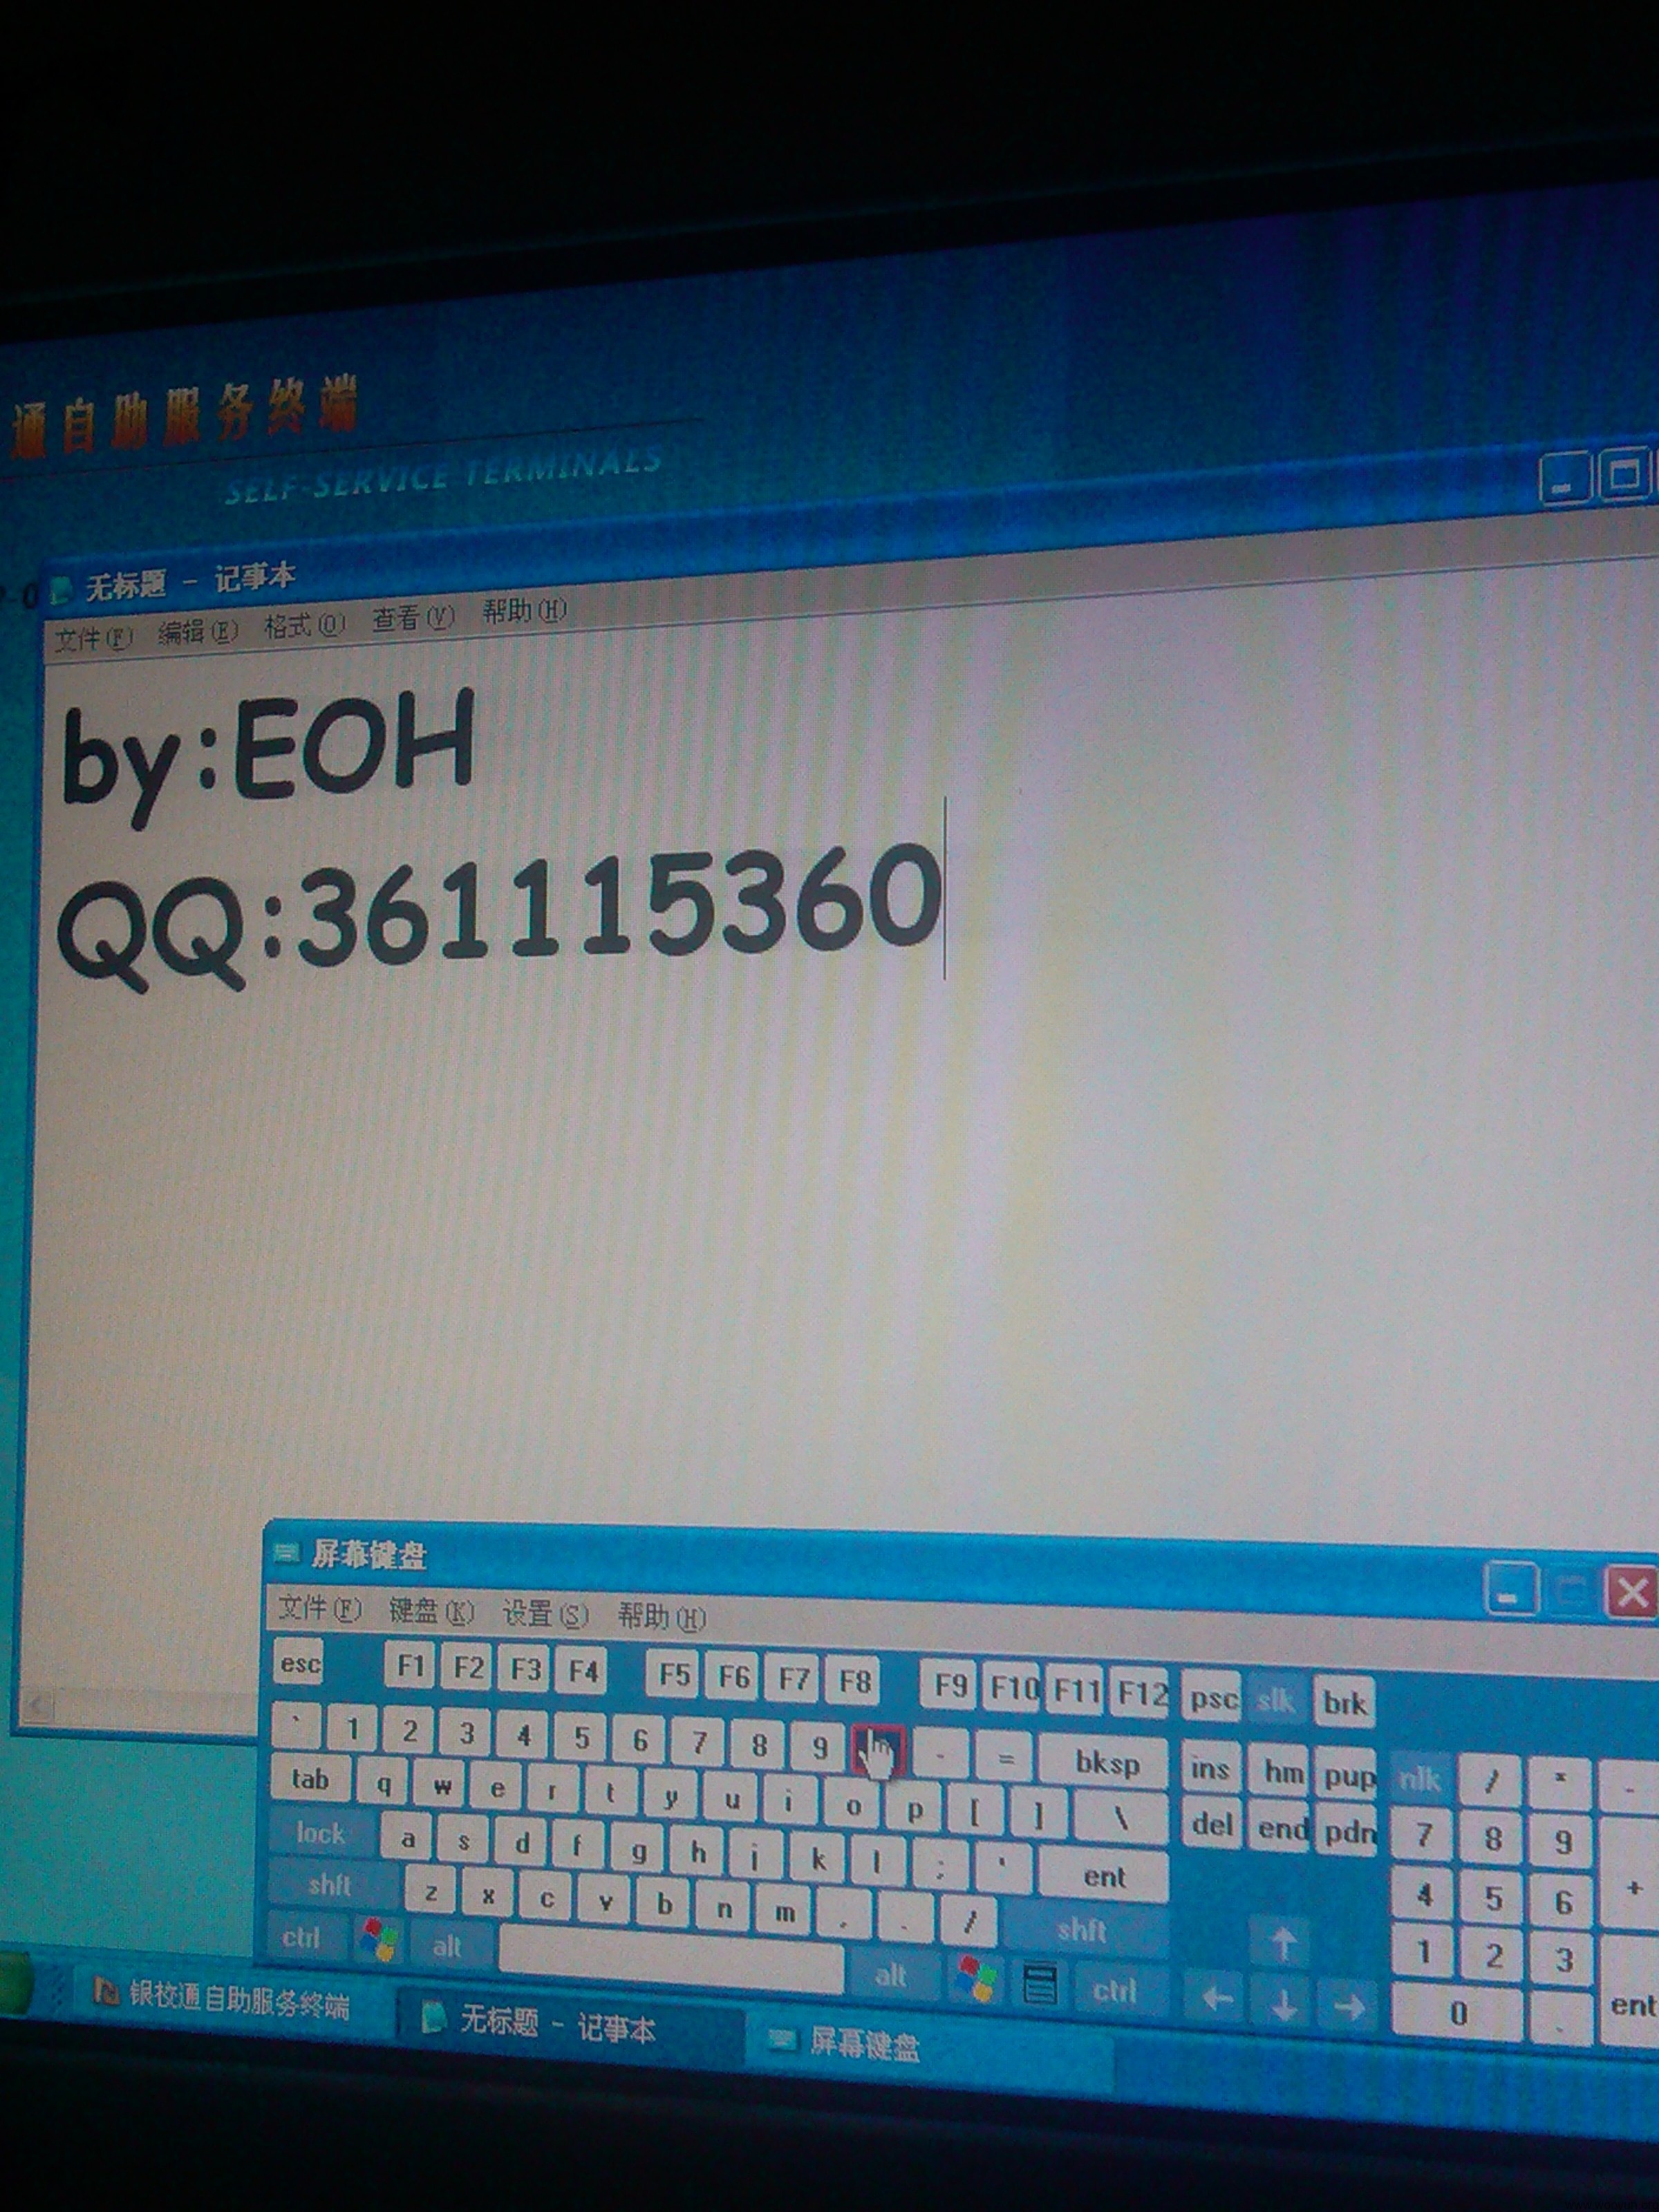 通自助服务终端
SELF-SERVICE TERMINALS
无标题 - 记事本
文件(F) 编辑(E) 格式(O) 查看(V) 帮助(H)
by:EOH
QQ:361115360
屏幕键盘
文件(F) 键盘(K) 设置(S) 帮助(H)
esc F1 F2 F3 F4 F5 F6 F7 F8 F9 F10 F11 F12 psc slk brk
` 1 2 3 4 5 6 7 8 9 - = bksp ins hm pup nlk / * -
tab q w e r t y u i o p [ ] \ del end pdn 7 8 9
lock a s d f g h j k l ; ' ent 4 5 6 +
shft z x c v b n m , . / shft ↑ 1 2 3
ctrl alt alt ctrl ← ↓ → 0 . ent
银校通自助服务终端 无标题 - 记事本 屏幕键盘